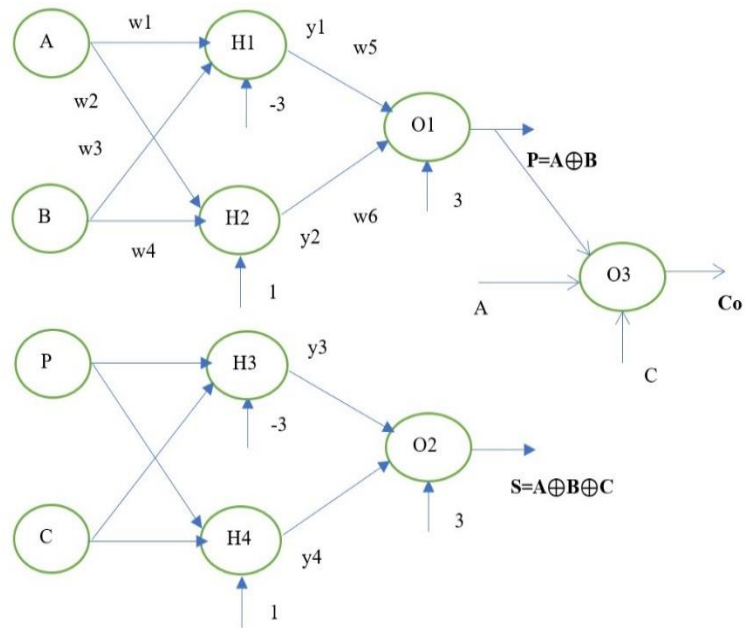 w1
A
H1
y1
w5
w2
-3
O1
w3
P=A⊕B
B
H2
3
w6
w4
y2
O3
1
A
Co
P
H3
y3
C
-3
O2
S=A⊕B⊕C
C
H4
3
y4
1